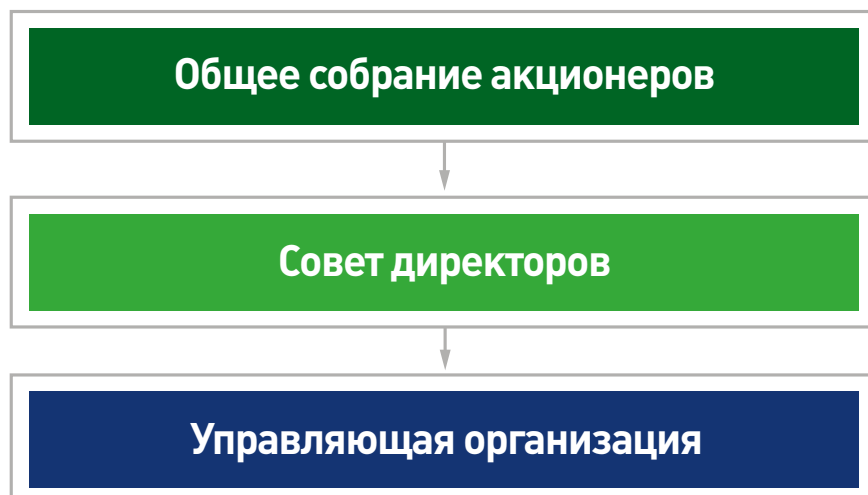 Общее собрание акционеров
Совет директоров
Управляющая организация